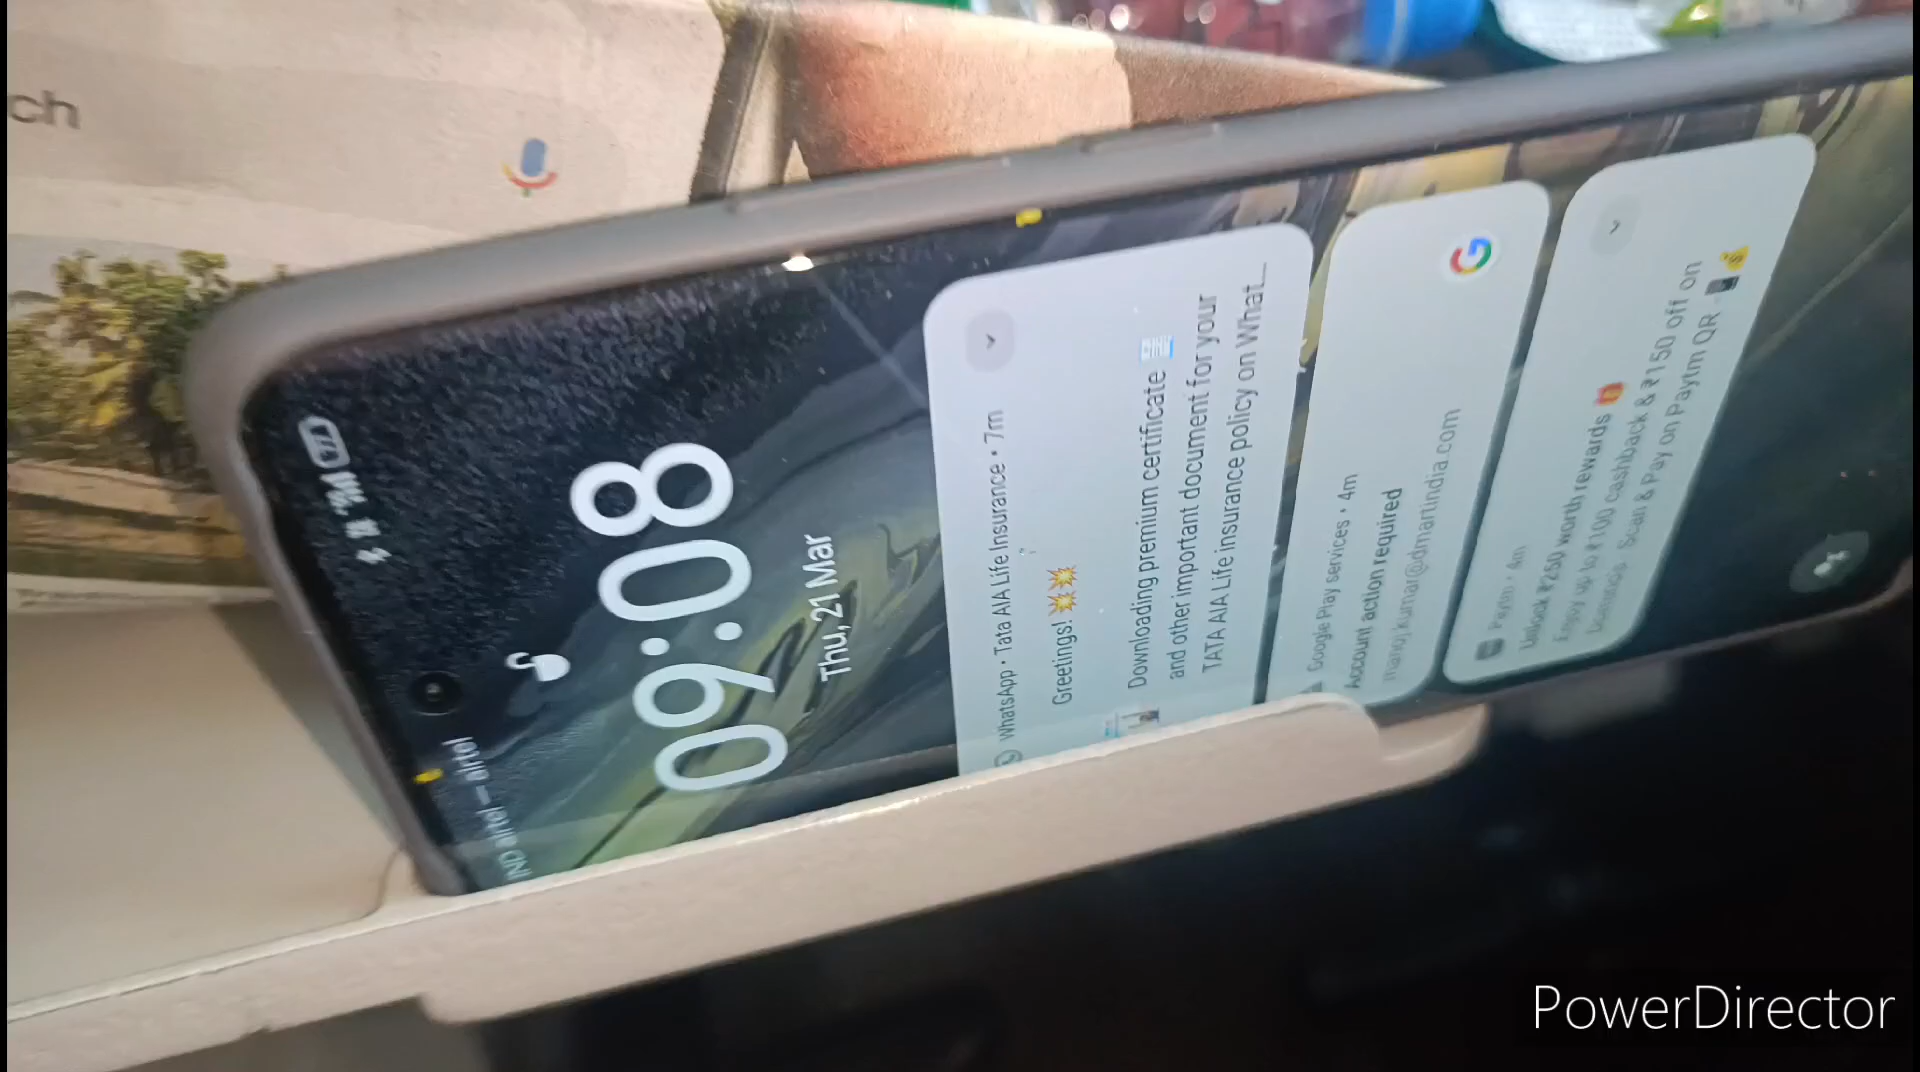 ch
IND airtel — airtel
77
09:08
Thu, 21 Mar
WhatsApp • Tata AIA Life Insurance • 7m
Greetings! 💥💥
Downloading premium certificate
and other important document for your
TATA AIA Life insurance policy on What...
Google Play services • 4m
Account action required
manoj.kumar@dmartindia.com
Paytm • 4m
Unlock ₹250 worth rewards 🎁
Enjoy up to ₹100 cashback & ₹150 off on
Scan & Pay on Paytm QR
PowerDirector